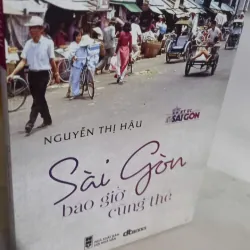 SÀI GÒN
NGUYỄN THỊ HẬU
Sài Gòn
bao giờ
cũng thế